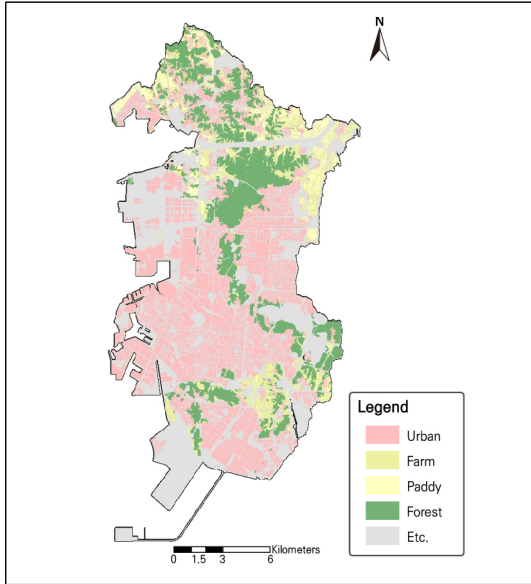 N
Legend
Urban
Farm
Paddy
Forest
Etc.
Kilometers
0 1.5 3 6